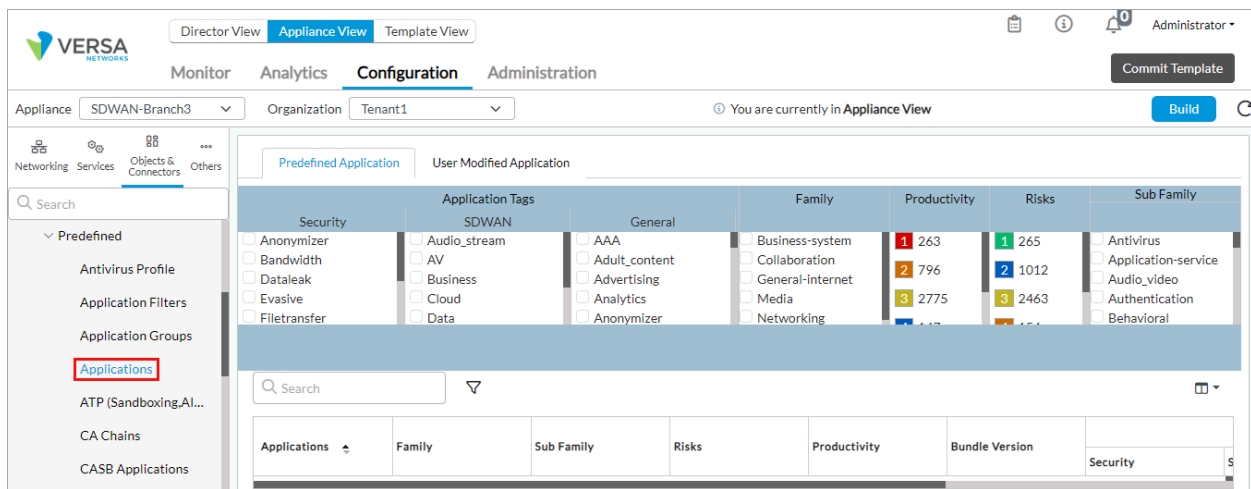 Director View Appliance View Template View 0 Administrator
VERSA
NETWORKS
Monitor Analytics Configuration Administration Commit Template
Appliance SDWAN-Branch3 Organization Tenant1 You are currently in Appliance View Build
Networking Services Objects & Connectors Others
Search
Predefined
Antivirus Profile
Application Filters
Application Groups
Applications
ATP (Sandboxing,AI...
CA Chains
CASB Applications
Predefined Application User Modified Application
Application Tags Family Productivity Risks Sub Family
Security SDWAN General
Anonymizer Audio_stream AAA Business-system 1 263 1 265 Antivirus
Bandwidth AV Adult_content Collaboration 2 796 2 1012 Application-service
Dataleak Business Advertising General-internet 3 2775 3 2463 Audio_video
Evasive Cloud Analytics Media Authentication
Filetransfer Data Anonymizer Networking Behavioral
Search
Applications Family Sub Family Risks Productivity Bundle Version
Security